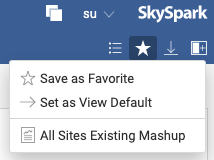 su SkySpark
Save as Favorite
Set as View Default
All Sites Existing Mashup